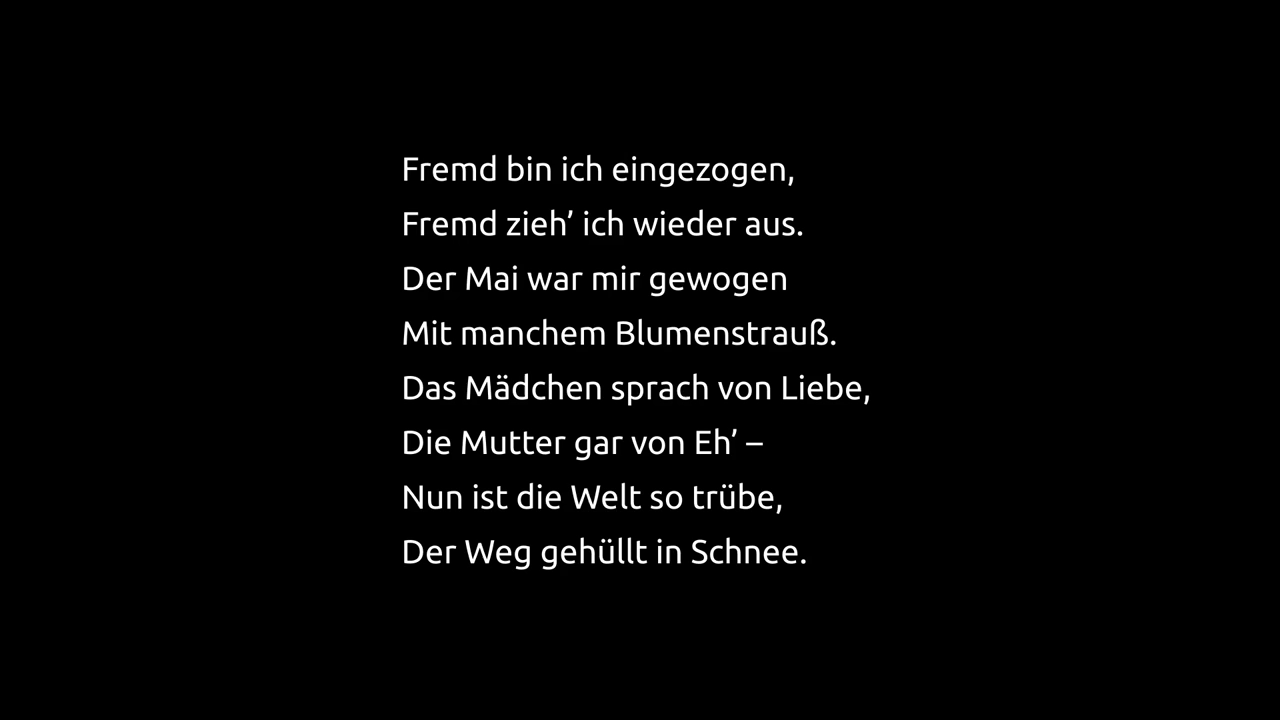 Fremd bin ich eingezogen,
Fremd zieh’ ich wieder aus.
Der Mai war mir gewogen
Mit manchem Blumenstrauß.
Das Mädchen sprach von Liebe,
Die Mutter gar von Eh’ –
Nun ist die Welt so trübe,
Der Weg gehüllt in Schnee.